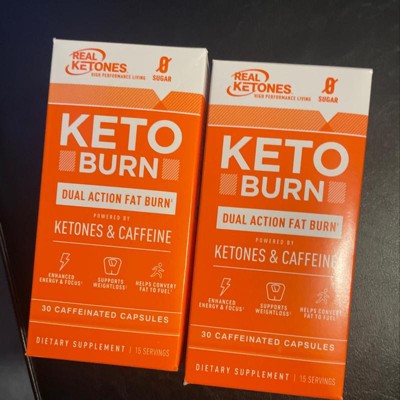 REAL
KETONES.
HIGH PERFORMANCE LIVING
0
SUGAR
KETO
BURN
DUAL ACTION FAT BURN†
POWERED BY
KETONES & CAFFEINE
ENHANCED
ENERGY & FOCUS†
SUPPORTS
WEIGHTLOSS†
HELPS CONVERT
FAT TO FUEL†
30 CAFFEINATED CAPSULES
DIETARY SUPPLEMENT | 15 SERVINGS
REAL
KETONES.
HIGH PERFORMANCE LIVING
0
SUGAR
KETO
BURN
DUAL ACTION FAT BURN†
POWERED BY
KETONES & CAFFEINE
ENHANCED
ENERGY & FOCUS†
SUPPORTS
WEIGHTLOSS†
HELPS CONVERT
FAT TO FUEL†
30 CAFFEINATED CAPSULES
DIETARY SUPPLEMENT | 15 SERVINGS